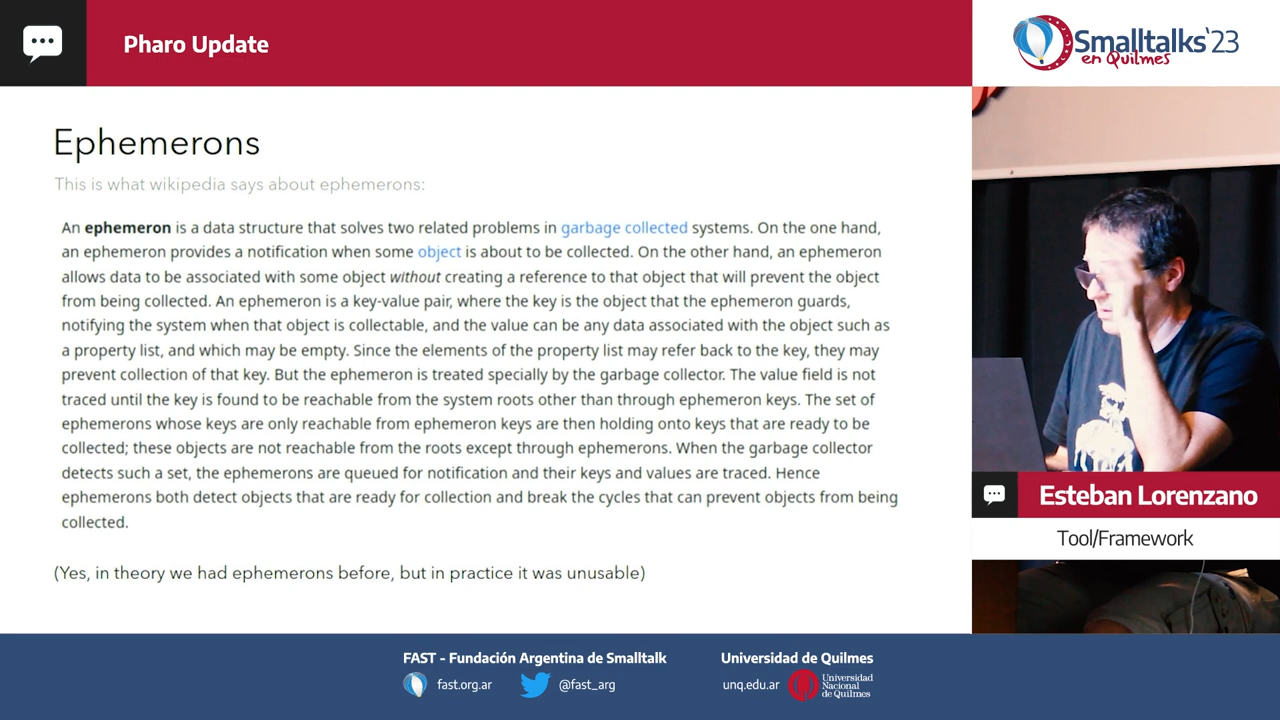 Pharo Update
Smalltalks'23
en Quilmes
Ephemerons
This is what wikipedia says about ephemerons:
An ephemeron is a data structure that solves two related problems in garbage collected systems. On the one hand,
an ephemeron provides a notification when some object is about to be collected. On the other hand, an ephemeron
allows data to be associated with some object without creating a reference to that object that will prevent the object
from being collected. An ephemeron is a key-value pair, where the key is the object that the ephemeron guards,
notifying the system when that object is collectable, and the value can be any data associated with the object such as
a property list, and which may be empty. Since the elements of the property list may refer back to the key, they may
prevent collection of that key. But the ephemeron is treated specially by the garbage collector. The value field is not
traced until the key is found to be reachable from the system roots other than through ephemeron keys. The set of
ephemerons whose keys are only reachable from ephemeron keys are then holding onto keys that are ready to be
collected; these objects are not reachable from the roots except through ephemerons. When the garbage collector
detects such a set, the ephemerons are queued for notification and their keys and values are traced. Hence
ephemerons both detect objects that are ready for collection and break the cycles that can prevent objects from being
collected.
(Yes, in theory we had ephemerons before, but in practice it was unusable)
Esteban Lorenzano
Tool/Framework
FAST - Fundación Argentina de Smalltalk
fast.org.ar
@fast_arg
Universidad de Quilmes
unq.edu.ar
Universidad
Nacional
de Quilmes